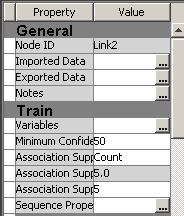 Property Value
General
Node ID Link2
Imported Data ...
Exported Data ...
Notes ...
Train
Variables ...
Minimum Confide 50
Association Supp Count
Association Supp 5.0
Association Supp 5
Sequence Prope ...